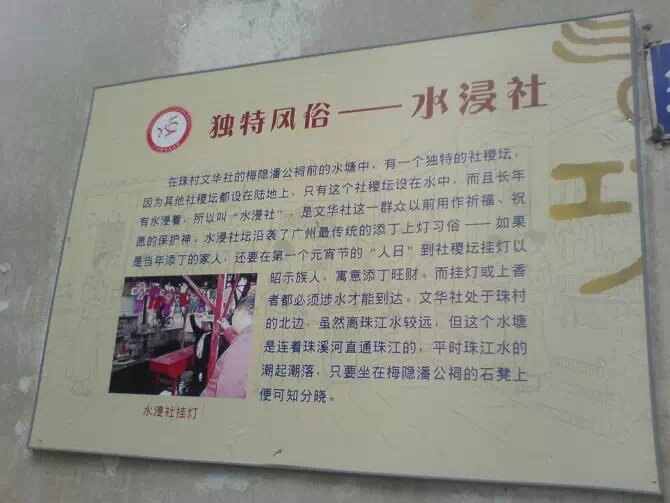 独特风俗——水浸社
在珠村文华社的梅隐潘公祠前的水塘中，有一个独特的社稷坛，
因为其他社稷坛都设在陆地上，只有这个社稷坛设在水中，而且长年
有水浸着，所以叫“水浸社”，是文华社这一群众以前用作祈福、祝
愿的保护神。水浸社坛沿袭了广州最传统的添丁上灯习俗——如果
是当年添丁的家人，还要在第一个元宵节的“人日”到社稷坛挂灯以
昭示族人，寓意添丁旺财。而挂灯或上香
者都必须涉水才能到达。文华社处于珠村
的北边，虽然离珠江水较远，但这个水塘
是连着珠溪河直通珠江的，平时珠江水的
潮起潮落，只要坐在梅隐潘公祠的石凳上
便可知分晓。
水浸社挂灯